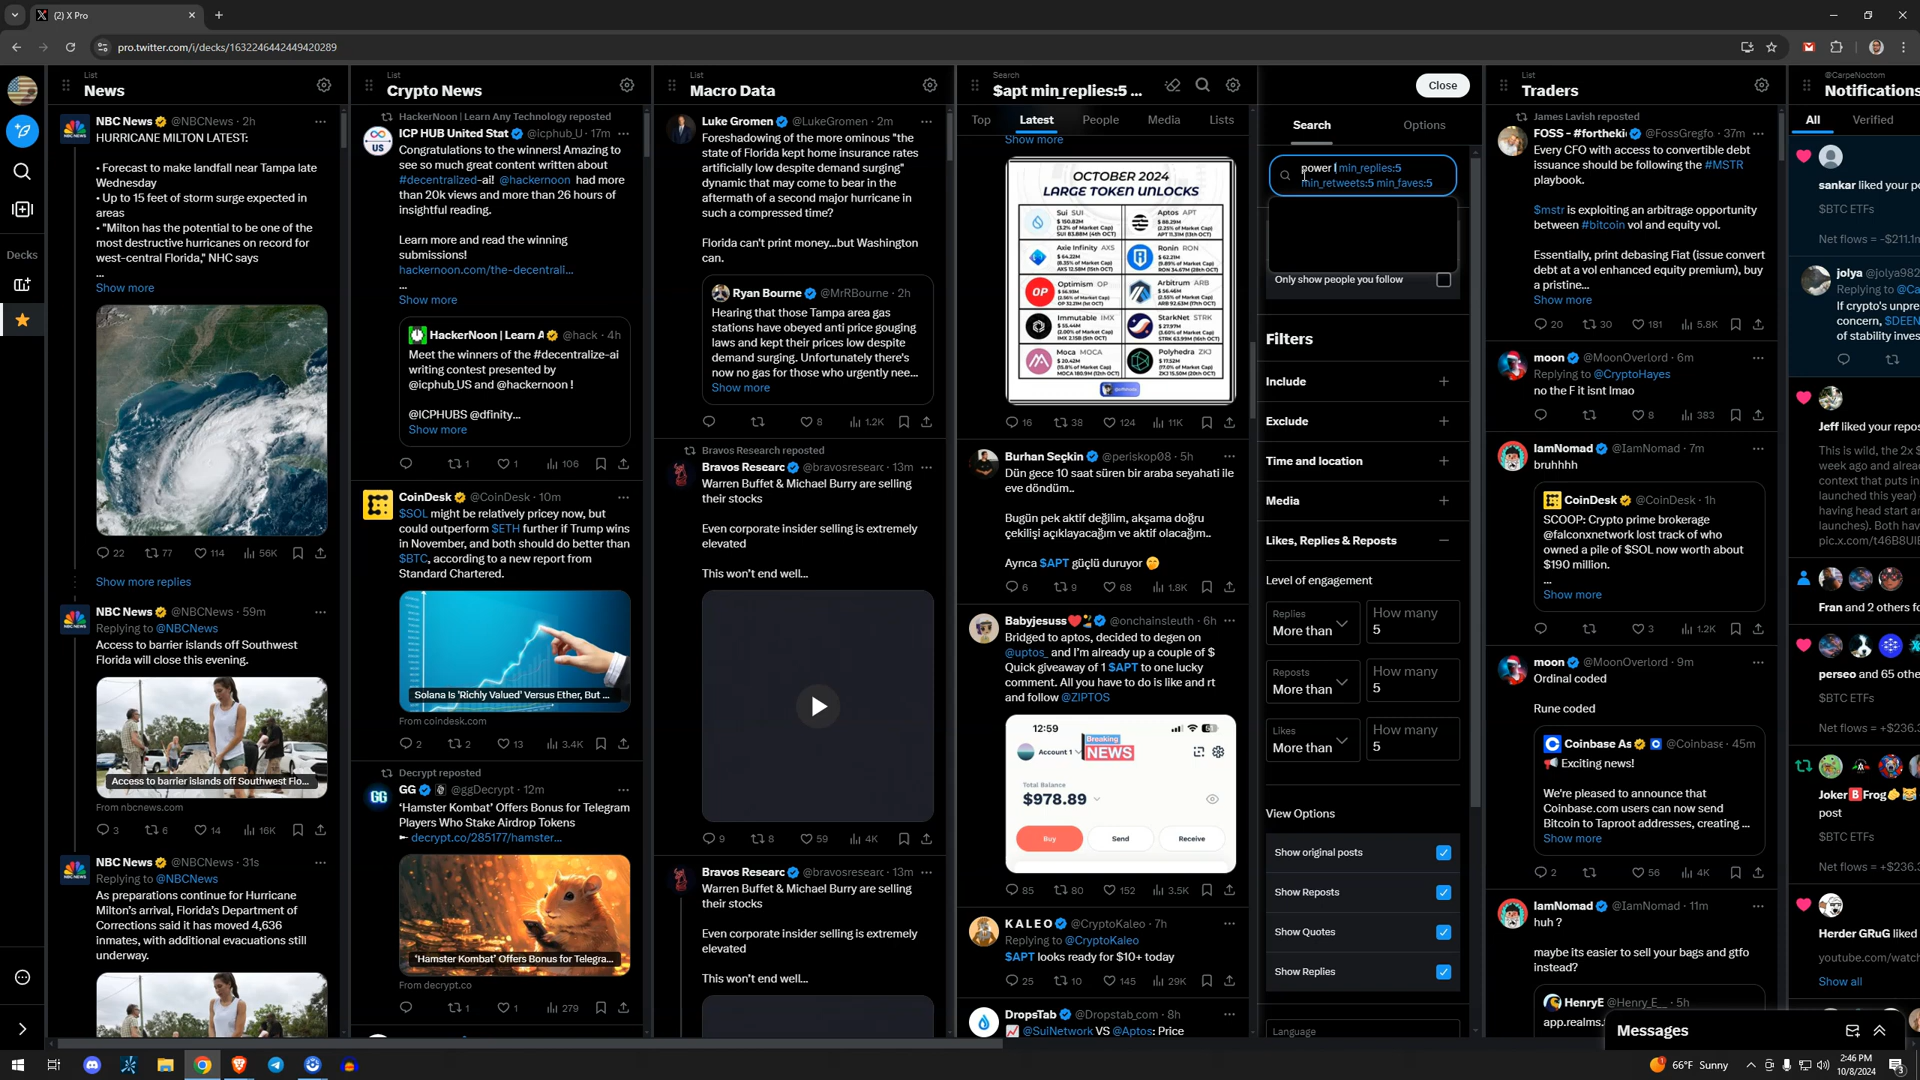 (2) X Pro
pro.twitter.com/i/decks/1632246442449420289
Decks
List
News
NBC News @NBCNews · 2h
HURRICANE MILTON LATEST:
• Forecast to make landfall near Tampa late
Wednesday
• Up to 15 feet of storm surge expected in
areas
• "Milton has the potential to be one of the
most destructive hurricanes on record for
west-central Florida," NHC says
...
Show more
22 77 114 56K
Show more replies
NBC News @NBCNews · 59m
Replying to @NBCNews
Access to barrier islands off Southwest
Florida will close this evening.
Access to barrier islands off Southwest Flo...
From nbcnews.com
3 6 14 16K
NBC News @NBCNews · 31s
Replying to @NBCNews
As preparations continue for Hurricane
Milton's arrival, Florida's Department of
Corrections said it has moved 4,636
inmates, with additional evacuations still
underway.
List
Crypto News
HackerNoon | Learn Any Technology reposted
ICP HUB United Stat @icphub_U · 17m
Congratulations to the winners! Amazing to
see so much great content written about
#decentralized-ai! @hackernoon had more
than 20k views and more than 26 hours of
insightful reading.
Learn more and read the winning
submissions!
hackernoon.com/the-decentrali...
...
Show more
HackerNoon | Learn A @hack · 4h
Meet the winners of the #decentralize-ai
writing contest presented by
@icphub_US and @hackernoon !
@ICPHUBS @dfinity...
Show more
1 1 106
CoinDesk @CoinDesk · 10m
$SOL might be relatively pricey now, but
could outperform $ETH further if Trump wins
in November, and both should do better than
$BTC, according to a new report from
Standard Chartered.
Solana Is 'Richly Valued' Versus Ether, But ...
From coindesk.com
2 2 13 3.4K
Decrypt reposted
GG @ggDecrypt · 12m
'Hamster Kombat' Offers Bonus for Telegram
Players Who Stake Airdrop Tokens
► decrypt.co/285177/hamster...
'Hamster Kombat' Offers Bonus for Telegra...
From decrypt.co
1 1 279
List
Macro Data
Luke Gromen @LukeGromen · 2m
Foreshadowing of the more ominous "the
state of Florida kept home insurance rates
artificially low despite demand surging"
dynamic that may come to bear in the
aftermath of a second major hurricane in
such a compressed time?
Florida can't print money...but Washington
can.
Ryan Bourne @MrRBourne · 2h
Hearing that those Tampa area gas
stations have obeyed anti price gouging
laws and kept their prices low despite
demand surging. Unfortunately there's
now no gas for those who urgently nee...
Show more
8 1.2K
Bravos Research reposted
Bravos Researc @bravosresearc · 13m
Warren Buffet & Michael Burry are selling
their stocks
Even corporate insider selling is extremely
elevated
This won't end well...
9 8 59 4K
Bravos Researc @bravosresearc · 13m
Warren Buffet & Michael Burry are selling
their stocks
Even corporate insider selling is extremely
elevated
This won't end well...
Search
$apt min_replies:5 ...
Top Latest People Media Lists
Show more
OCTOBER 2024
LARGE TOKEN UNLOCKS
Sui SUI
Aptos APT
Axie Infinity AXS
Ronin RON
Optimism OP
Arbitrum ARB
Immutable IMX
StarkNet STRK
Moca MOCA
Polyhedra ZKJ
16 38 124 11K
Burhan Seçkin @periskop08 · 5h
Dün gece 10 saat süren bir araba seyahati ile
eve döndüm..
Bugün pek aktif değilim, akşama doğru
çekilişi açıklayacağım ve aktif olacağım..
Ayrıca $APT güçlü duruyor
6 9 68 1.8K
Babyjesuss @onchainsleuth · 6h
Bridged to aptos, decided to degen on
@uptos_ and I'm already up a couple of $
Quick giveaway of 1 $APT to one lucky
comment. All you have to do is like and rt
and follow @ZIPTOS
12:59
Account 1
Breaking
NEWS
Total Balance
$978.89
Buy Send Receive
85 80 152 3.5K
KALEO @CryptoKaleo · 7h
Replying to @CryptoKaleo
$APT looks ready for $10+ today
25 10 145 29K
DropsTab @Dropstab_com · 8h
@SuiNetwork VS @Aptos: Price
Close
Search Options
power l min_replies:5
min_retweets:5 min_faves:5
Only show people you follow
Filters
Include
Exclude
Time and location
Media
Likes, Replies & Reposts
Level of engagement
Replies
More than
How many
5
Reposts
More than
How many
5
Likes
More than
How many
5
View Options
Show original posts
Show Reposts
Show Quotes
Show Replies
Language
List
Traders
James Lavish reposted
FOSS - #fortheki @FossGregfo · 37m
Every CFO with access to convertible debt
issuance should be following the #MSTR
playbook.
$mstr is exploiting an arbitrage opportunity
between #bitcoin vol and equity vol.
Essentially, print debasing Fiat (issue convert
debt at a vol enhanced equity premium), buy
a pristine...
Show more
20 30 181 5.8K
moon @MoonOverlord · 6m
Replying to @CryptoHayes
no the F it isnt lmao
8 383
IamNomad @IamNomad · 7m
bruhhhh
CoinDesk @CoinDesk · 1h
SCOOP: Crypto prime brokerage
@falconxnetwork lost track of who
owned a pile of $SOL now worth about
$190 million.
...
Show more
3 1.2K
moon @MoonOverlord · 9m
Ordinal coded
Rune coded
Coinbase As @Coinbase · 45m
Exciting news!
We're pleased to announce that
Coinbase.com users can now send
Bitcoin to Taproot addresses, creating ...
Show more
2 56 4K
IamNomad @IamNomad · 11m
huh ?
maybe its easier to sell your bags and gtfo
instead?
HenryE @Henry_E__ · 5h
app.realms.
@CarpeNoctom
Notifications
All Verified
sankar liked your po
$BTC ETFs
Net flows = -$211.1m
jolya @jolya982
Replying to @Ca
If crypto's unpre
concern, $DEEN
of stability inves
Jeff liked your repos
This is wild, the 2x $
week ago and alread
context that puts in
launched this year)
having head start an
launches). Both hav
pic.x.com/t46B8UIE
Fran and 2 others fo
$BTC ETFs
perseo and 65 othe
$BTC ETFs
Net flows = +$236.
Joker B Frog
post
$BTC ETFs
Net flows = +$236.3
Herder GRuG liked
youtube.com/watch
Show all
Messages
66°F Sunny
2:46 PM
10/8/2024
3